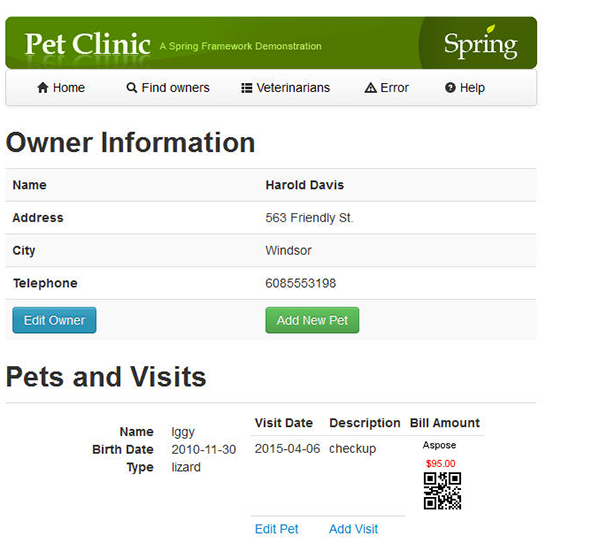 Pet Clinic A Spring Framework Demonstration Spring
Home Find owners Veterinarians Error Help
Owner Information
Name Harold Davis
Address 563 Friendly St.
City Windsor
Telephone 6085553198
Edit Owner Add New Pet
Pets and Visits
Name Iggy
Birth Date 2010-11-30
Type lizard
Visit Date Description Bill Amount
2015-04-06 checkup Aspose
$95.00
Edit Pet Add Visit